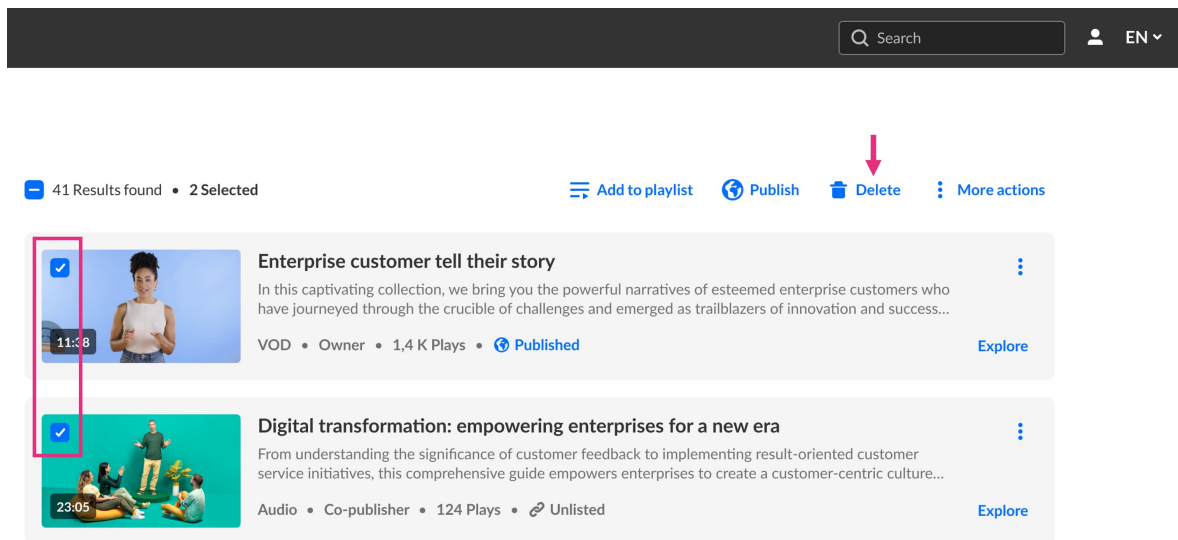 Search
EN
41 Results found • 2 Selected
Add to playlist
Publish
Delete
More actions
Enterprise customer tell their story
In this captivating collection, we bring you the powerful narratives of esteemed enterprise customers who
have journeyed through the crucible of challenges and emerged as trailblazers of innovation and success...
11:38
VOD • Owner • 1,4 K Plays • Published
Explore
Digital transformation: empowering enterprises for a new era
From understanding the significance of customer feedback to implementing result-oriented customer
service initiatives, this comprehensive guide empowers enterprises to create a customer-centric culture...
23:05
Audio • Co-publisher • 124 Plays • Unlisted
Explore